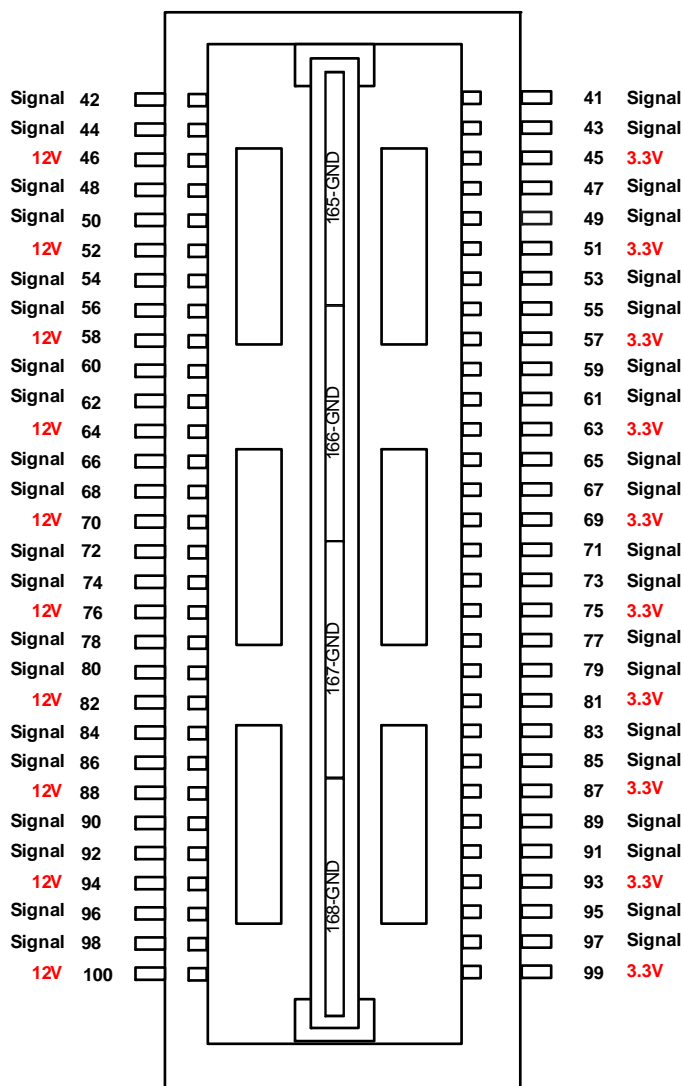 Signal 42 41 Signal
Signal 44 43 Signal
12V 46 45 3.3V
Signal 48 47 Signal
Signal 50 49 Signal
12V 52 51 3.3V
Signal 54 53 Signal
Signal 56 55 Signal
12V 58 57 3.3V
Signal 60 59 Signal
Signal 62 61 Signal
12V 64 63 3.3V
Signal 66 65 Signal
Signal 68 67 Signal
12V 70 69 3.3V
Signal 72 71 Signal
Signal 74 73 Signal
12V 76 75 3.3V
Signal 78 77 Signal
Signal 80 79 Signal
12V 82 81 3.3V
Signal 84 83 Signal
Signal 86 85 Signal
12V 88 87 3.3V
Signal 90 89 Signal
Signal 92 91 Signal
12V 94 93 3.3V
Signal 96 95 Signal
Signal 98 97 Signal
12V 100 99 3.3V
165-GND
166-GND
167-GND
168-GND